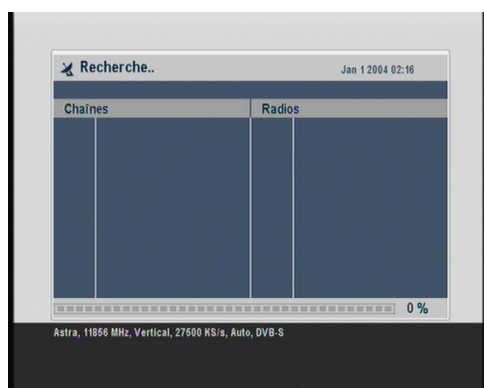 Recherche..
Jan 1 2004 02:16
Chaînes
Radios
0 %
Astra, 11856 MHz, Vertical, 27500 KS/s, Auto, DVB-S